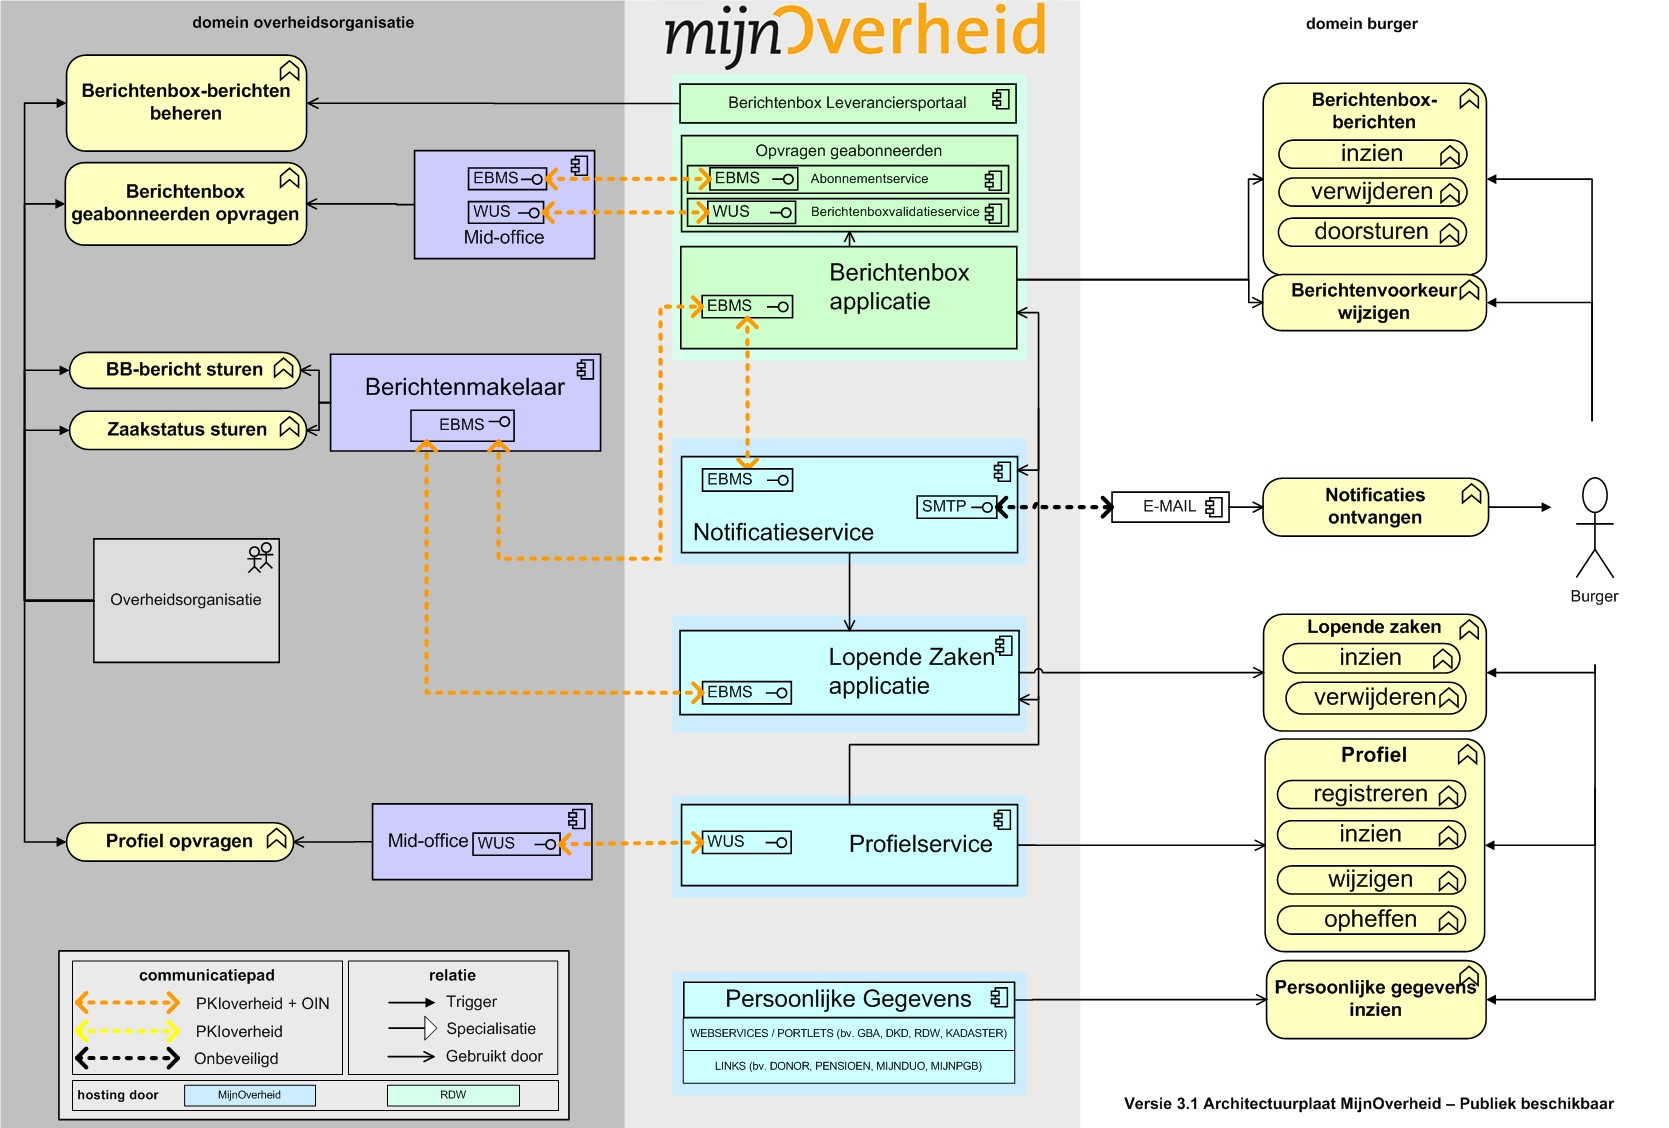 domein overheidsorganisatie
mijnOverheid
domein burger
Berichtenbox-berichten
beheren
Berichtenbox
geabonneerden opvragen
EBMS
WUS
Mid-office
BB-bericht sturen
Zaakstatus sturen
Berichtenmakelaar
EBMS
Overheidsorganisatie
Profiel opvragen
Mid-office
WUS
Berichtenbox Leveranciersportaal
Opvragen geabonneerden
EBMS
Abonnementservice
WUS
Berichtenboxvalidatieservice
Berichtenbox
applicatie
EBMS
EBMS
SMTP
Notificatieservice
Lopende Zaken
applicatie
EBMS
WUS
Profielservice
Persoonlijke Gegevens
WEBSERVICES / PORTLETS (bv. GBA, DKD, RDW, KADASTER)
LINKS (bv. DONOR, PENSIOEN, MIJNDUO, MIJNPGB)
Berichtenbox-
berichten
inzien
verwijderen
doorsturen
Berichtenvoorkeur
wijzigen
E-MAIL
Notificaties
ontvangen
Burger
Lopende zaken
inzien
verwijderen
Profiel
registreren
inzien
wijzigen
opheffen
Persoonlijke gegevens
inzien
communicatiepad
PKIoverheid + OIN
PKIoverheid
Onbeveiligd
relatie
Trigger
Specialisatie
Gebruikt door
hosting door
MijnOverheid
RDW
Versie 3.1 Architectuurplaat MijnOverheid – Publiek beschikbaar